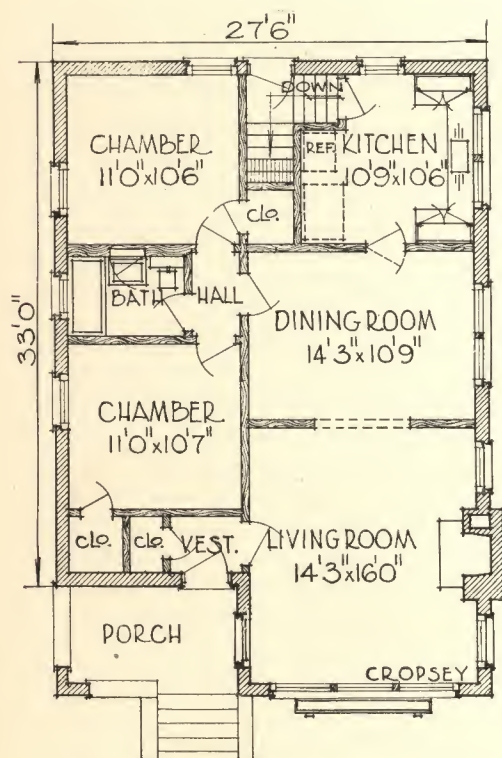 27'6"
DOWN
CHAMBER
11'0"x10'6"
REF.
KITCHEN
10'9"x10'6"
CLO.
BATH
HALL
33'0"
DINING ROOM
14'3"x10'9"
CHAMBER
11'0"x10'7"
CLO.
CLO.
VEST.
LIVING ROOM
14'3"x16'0"
PORCH
CROPSEY